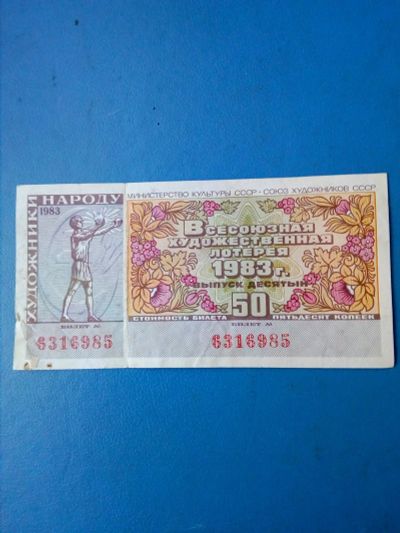 ХУДОЖНИКИ
НАРОДУ
1983
БИЛЕТ №
6316985
МИНИСТЕРСТВО КУЛЬТУРЫ СССР · СОЮЗ ХУДОЖНИКОВ СССР
ВСЕСОЮЗНАЯ
ХУДОЖЕСТВЕННАЯ
ЛОТЕРЕЯ
1983 г.
ВЫПУСК ДЕСЯТЫЙ
50
СТОИМОСТЬ БИЛЕТА ПЯТЬДЕСЯТ КОПЕЕК
БИЛЕТ №
6316985